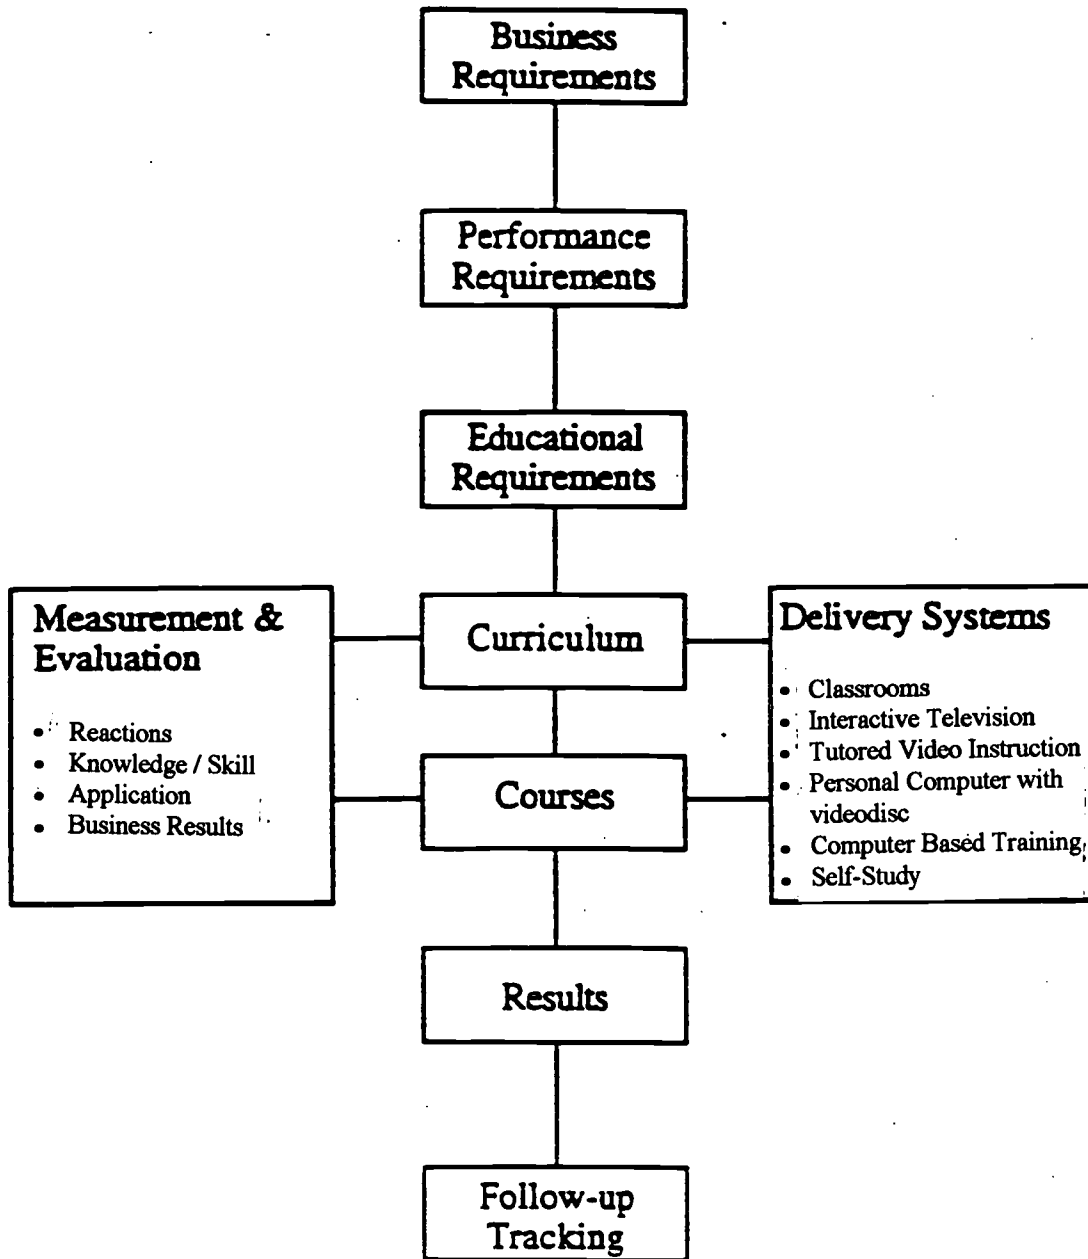 Business
Requirements
Performance
Requirements
Educational
Requirements
Measurement &
Evaluation
• Reactions
• Knowledge / Skill
• Application
• Business Results
Curriculum
Courses
Delivery Systems
• Classrooms
• Interactive Television
• Tutored Video Instruction
• Personal Computer with
videodisc
• Computer Based Training
• Self-Study
Results
Follow-up
Tracking